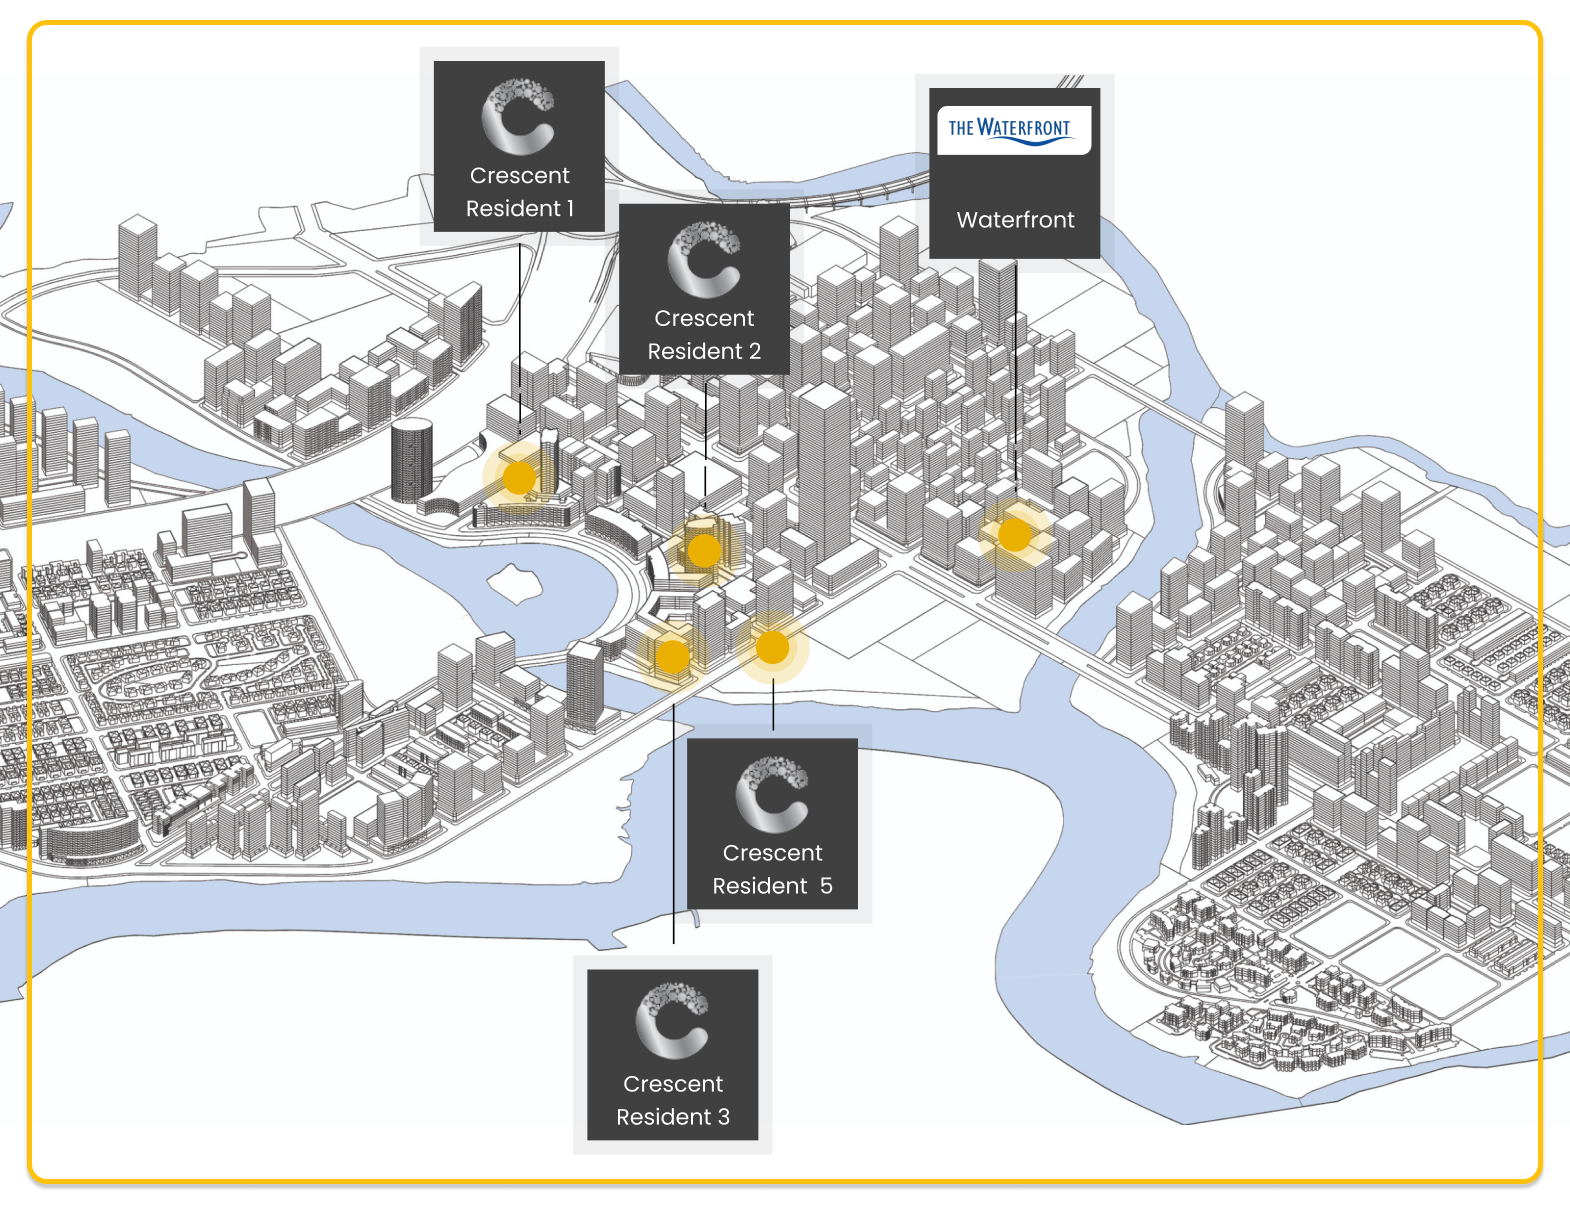 Crescent
Resident 1
THE WATERFRONT
Waterfront
Crescent
Resident 2
Crescent
Resident 5
Crescent
Resident 3